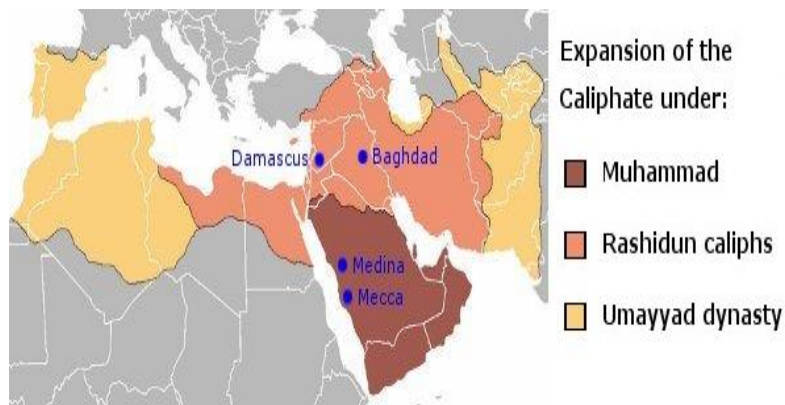 Expansion of the
Caliphate under:
Muhammad
Rashidun caliphs
Umayyad dynasty
Damascus
Baghdad
Medina
Mecca